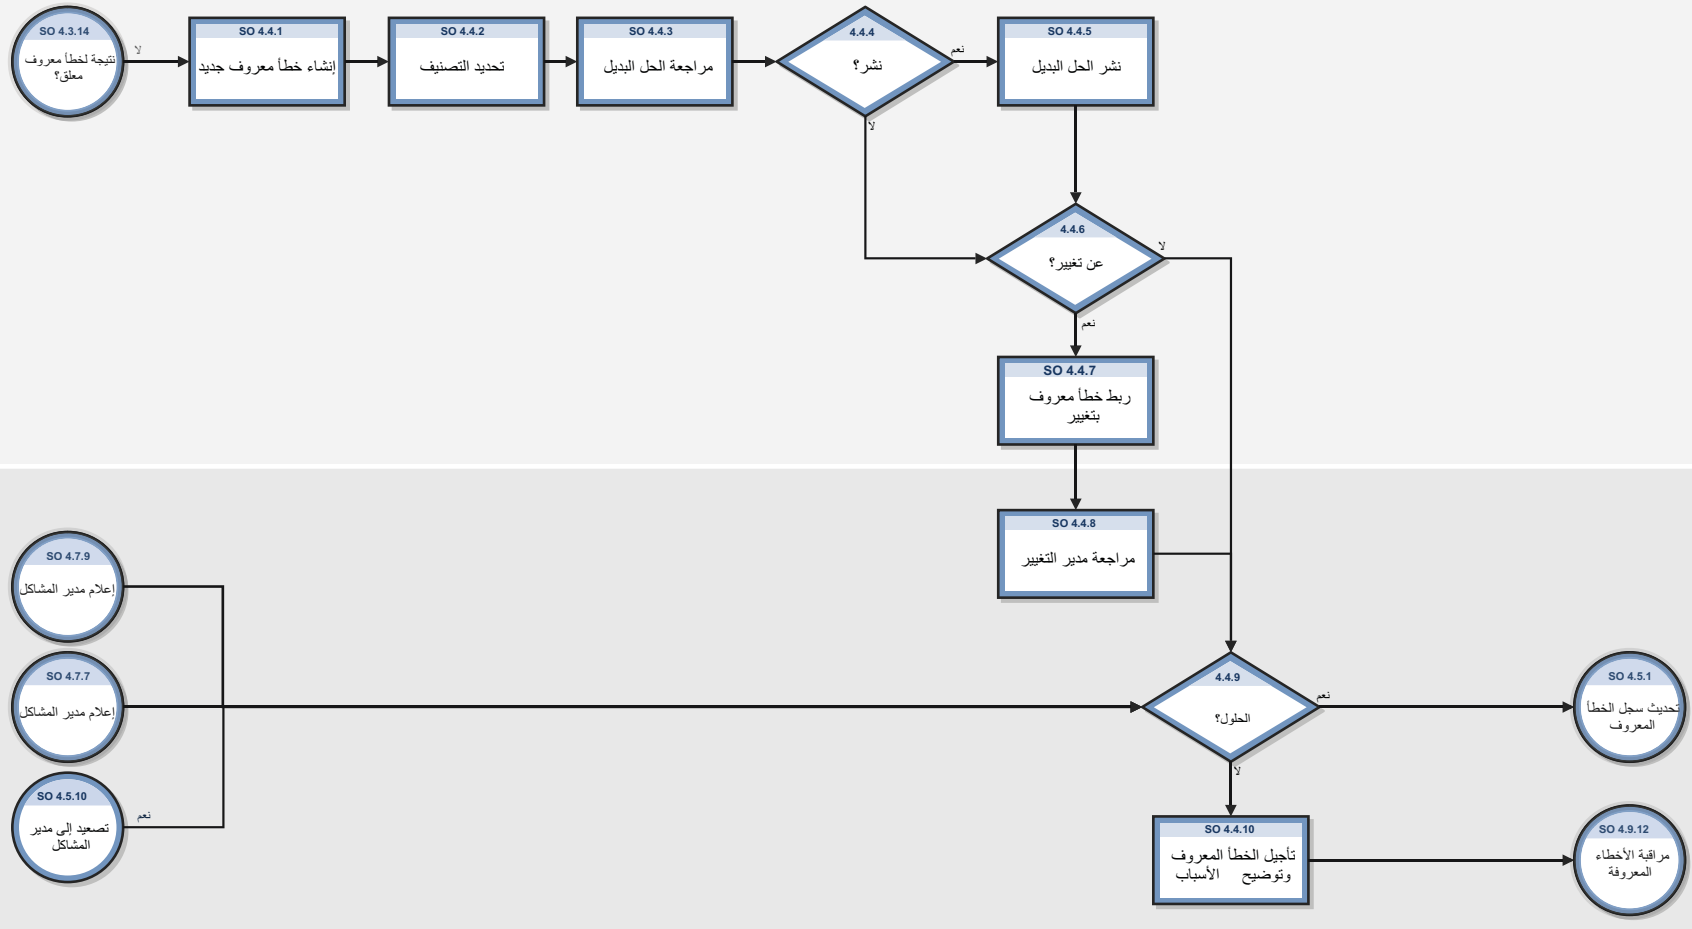 SO 4.3.14
نتيجة لخطأ معروف
معلق؟
لا
SO 4.4.1
إنشاء خطأ معروف جديد
SO 4.4.2
تحديد التصنيف
SO 4.4.3
مراجعة الحل البديل
4.4.4
نشر؟
نعم
لا
SO 4.4.5
نشر الحل البديل
4.4.6
عن تغيير؟
لا
نعم
SO 4.4.7
ربط خطأ معروف
بتغيير
SO 4.4.8
مراجعة مدير التغيير
SO 4.7.9
إعلام مدير المشاكل
SO 4.7.7
إعلام مدير المشاكل
SO 4.5.10
تصعيد إلى مدير
المشاكل
نعم
4.4.9
الحلول؟
نعم
لا
SO 4.5.1
تحديث سجل الخطأ
المعروف
SO 4.4.10
تأجيل الخطأ المعروف
وتوضيح الأسباب
SO 4.9.12
مراقبة الأخطاء
المعروفة